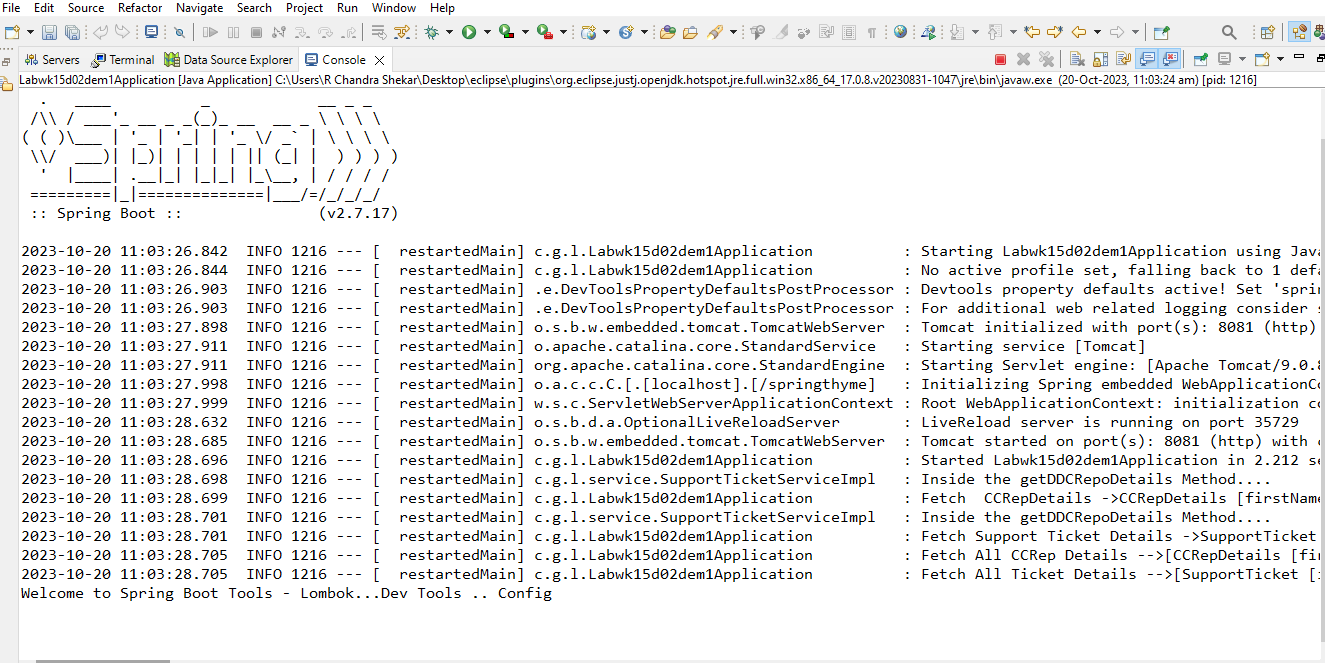 File Edit Source Refactor Navigate Search Project Run Window Help
Servers Terminal Data Source Explorer Console
Labwk15d02dem1Application [Java Application] C:\Users\R Chandra Shekar\Desktop\eclipse\plugins\org.eclipse.justj.openjdk.hotspot.jre.full.win32.x86_64_17.0.8.v20230831-1047\jre\bin\javaw.exe (20-Oct-2023, 11:03:24 am) [pid: 1216]
Spring
:: Spring Boot :: (v2.7.17)
2023-10-20 11:03:26.842  INFO 1216 --- [  restartedMain] c.g.l.Labwk15d02dem1Application          : Starting Labwk15d02dem1Application using Java
2023-10-20 11:03:26.844  INFO 1216 --- [  restartedMain] c.g.l.Labwk15d02dem1Application          : No active profile set, falling back to 1 defa
2023-10-20 11:03:26.903  INFO 1216 --- [  restartedMain] .e.DevToolsPropertyDefaultsPostProcessor : Devtools property defaults active! Set 'sprin
2023-10-20 11:03:26.903  INFO 1216 --- [  restartedMain] .e.DevToolsPropertyDefaultsPostProcessor : For additional web related logging consider s
2023-10-20 11:03:27.898  INFO 1216 --- [  restartedMain] o.s.b.w.embedded.tomcat.TomcatWebServer  : Tomcat initialized with port(s): 8081 (http)
2023-10-20 11:03:27.911  INFO 1216 --- [  restartedMain] o.apache.catalina.core.StandardService   : Starting service [Tomcat]
2023-10-20 11:03:27.911  INFO 1216 --- [  restartedMain] org.apache.catalina.core.StandardEngine  : Starting Servlet engine: [Apache Tomcat/9.0.8
2023-10-20 11:03:27.998  INFO 1216 --- [  restartedMain] o.a.c.c.C.[.[localhost].[/springthyme]   : Initializing Spring embedded WebApplicationCo
2023-10-20 11:03:27.999  INFO 1216 --- [  restartedMain] w.s.c.ServletWebServerApplicationContext : Root WebApplicationContext: initialization co
2023-10-20 11:03:28.632  INFO 1216 --- [  restartedMain] o.s.b.d.a.OptionalLiveReloadServer       : LiveReload server is running on port 35729
2023-10-20 11:03:28.685  INFO 1216 --- [  restartedMain] o.s.b.w.embedded.tomcat.TomcatWebServer  : Tomcat started on port(s): 8081 (http) with c
2023-10-20 11:03:28.696  INFO 1216 --- [  restartedMain] c.g.l.Labwk15d02dem1Application          : Started Labwk15d02dem1Application in 2.212 se
2023-10-20 11:03:28.698  INFO 1216 --- [  restartedMain] c.g.l.service.SupportTicketServiceImpl   : Inside the getDDCRepoDetails Method....
2023-10-20 11:03:28.699  INFO 1216 --- [  restartedMain] c.g.l.Labwk15d02dem1Application          : Fetch  CCRepDetails ->CCRepDetails [firstName
2023-10-20 11:03:28.701  INFO 1216 --- [  restartedMain] c.g.l.service.SupportTicketServiceImpl   : Inside the getDDCRepoDetails Method....
2023-10-20 11:03:28.701  INFO 1216 --- [  restartedMain] c.g.l.Labwk15d02dem1Application          : Fetch Support Ticket Details ->SupportTicket
2023-10-20 11:03:28.705  INFO 1216 --- [  restartedMain] c.g.l.Labwk15d02dem1Application          : Fetch All CCRep Details -->[CCRepDetails [fir
2023-10-20 11:03:28.705  INFO 1216 --- [  restartedMain] c.g.l.Labwk15d02dem1Application          : Fetch All Ticket Details -->[SupportTicket [
Welcome to Spring Boot Tools - Lombok...Dev Tools .. Config